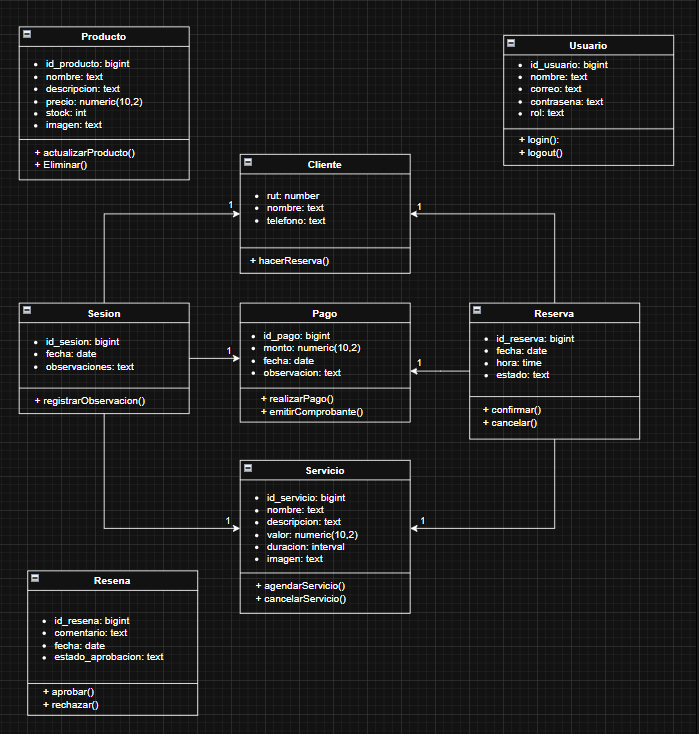 Producto
id_producto: bigint
nombre: text
descripcion: text
precio: numeric(10,2)
stock: int
imagen: text
+ actualizarProducto()
+ Eliminar()
Usuario
id_usuario: bigint
nombre: text
correo: text
contrasena: text
rol: text
+ login():
+ logout()
Cliente
rut: number
nombre: text
telefono: text
+ hacerReserva()
1
1
Sesion
id_sesion: bigint
fecha: date
observaciones: text
+ registrarObservacion()
1
Pago
id_pago: bigint
monto: numeric(10,2)
fecha: date
observacion: text
+ realizarPago()
+ emitirComprobante()
1
Reserva
id_reserva: bigint
fecha: date
hora: time
estado: text
+ confirmar()
+ cancelar()
Servicio
id_servicio: bigint
nombre: text
descripcion: text
valor: numeric(10,2)
duracion: interval
imagen: text
+ agendarServicio()
+ cancelarServicio()
1
1
Resena
id_resena: bigint
comentario: text
fecha: date
estado_aprobacion: text
+ aprobar()
+ rechazar()